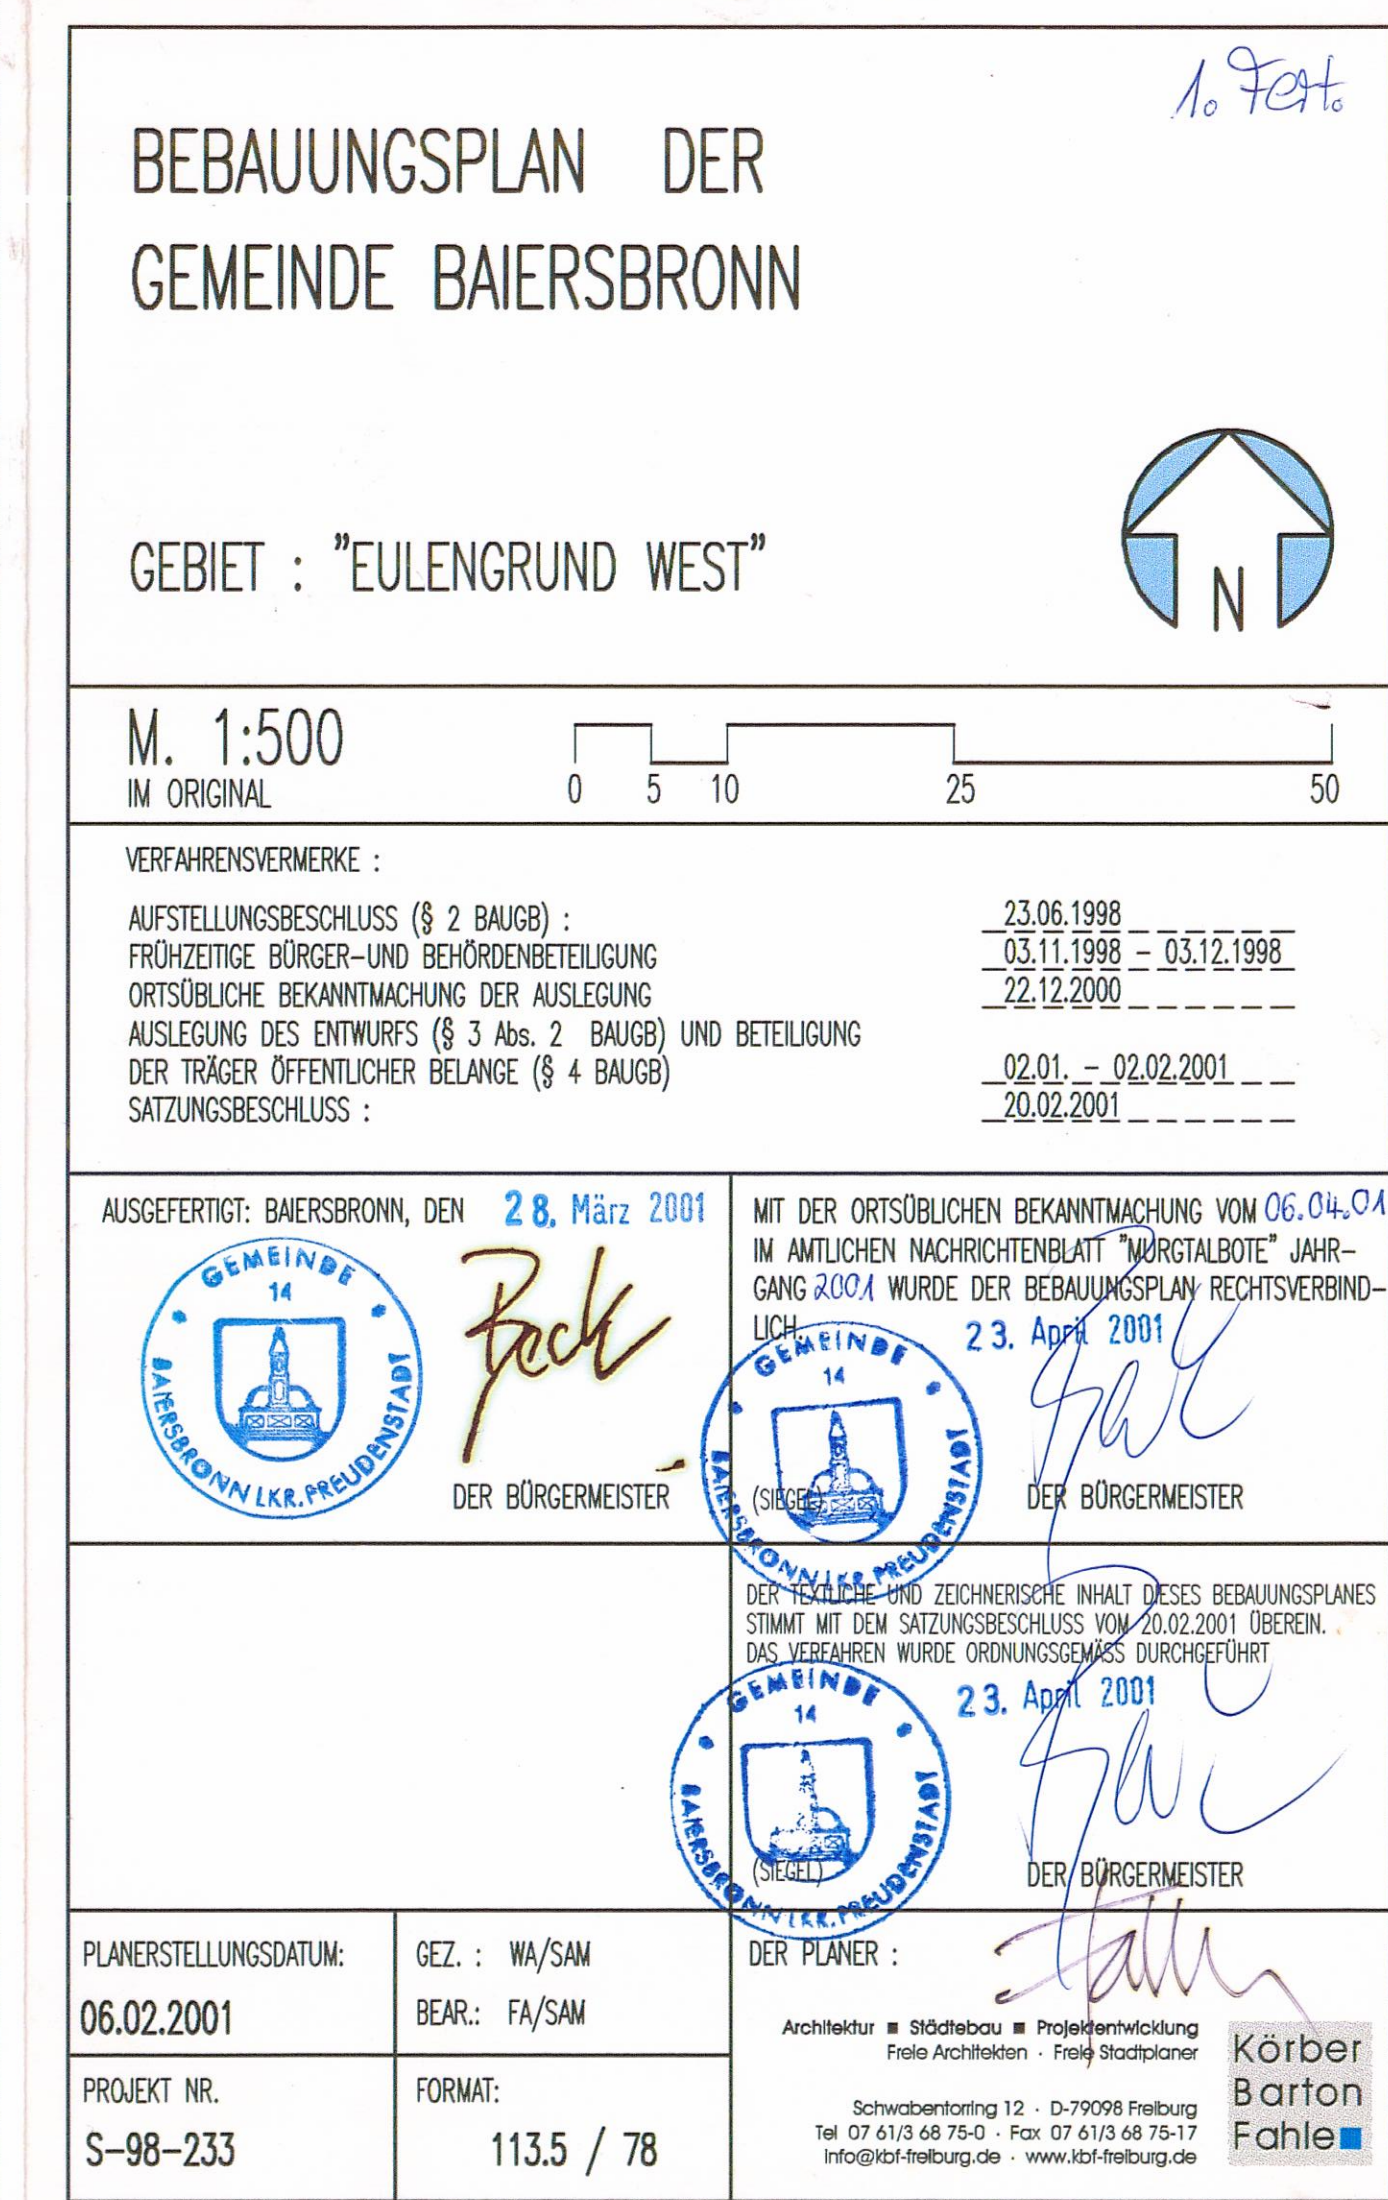 1. Fert.
BEBAUUNGSPLAN DER
GEMEINDE BAIERSBRONN
GEBIET : "EULENGRUND WEST"
N
M. 1:500
IM ORIGINAL
0 5 10 25 50
VERFAHRENSVERMERKE :
AUFSTELLUNGSBESCHLUSS (§ 2 BAUGB) : 23.06.1998
FRÜHZEITIGE BÜRGER-UND BEHÖRDENBETEILIGUNG 03.11.1998 - 03.12.1998
ORTSÜBLICHE BEKANNTMACHUNG DER AUSLEGUNG 22.12.2000
AUSLEGUNG DES ENTWURFS (§ 3 Abs. 2 BAUGB) UND BETEILIGUNG
DER TRÄGER ÖFFENTLICHER BELANGE (§ 4 BAUGB) 02.01. - 02.02.2001
SATZUNGSBESCHLUSS : 20.02.2001
AUSGEFERTIGT: BAIERSBRONN, DEN 28. März 2001
GEMEINDE
14
BAIERSBRONN LKR. FREUDENSTADT
Beck
DER BÜRGERMEISTER
MIT DER ORTSÜBLICHEN BEKANNTMACHUNG VOM 06.04.01
IM AMTLICHEN NACHRICHTENBLATT "MURGTALBOTE" JAHR-
GANG 2001 WURDE DER BEBAUUNGSPLAN RECHTSVERBIND-
LICH.
23. April 2001
GEMEINDE
14
BAIERSBRONN LKR. FREUDENSTADT
Beck
(SIEGEL)
DER BÜRGERMEISTER
DER TEXTLICHE UND ZEICHNERISCHE INHALT DIESES BEBAUUNGSPLANES
STIMMT MIT DEM SATZUNGSBESCHLUSS VOM 20.02.2001 ÜBEREIN.
DAS VERFAHREN WURDE ORDNUNGSGEMÄSS DURCHGEFÜHRT
23. April 2001
GEMEINDE
14
BAIERSBRONN LKR. FREUDENSTADT
Beck
(SIEGEL)
DER BÜRGERMEISTER
PLANERSTELLUNGSDATUM:
06.02.2001
GEZ. : WA/SAM
BEAR.: FA/SAM
PROJEKT NR.
S-98-233
FORMAT:
113.5 / 78
DER PLANER :
Architektur ■ Städtebau ■ Projektentwicklung
Freie Architekten · Freie Stadtplaner
Schwabentorring 12 · D-79098 Freiburg
Tel 07 61/3 68 75-0 · Fax 07 61/3 68 75-17
info@kbf-freiburg.de · www.kbf-freiburg.de
Körber
Barton
Fahle